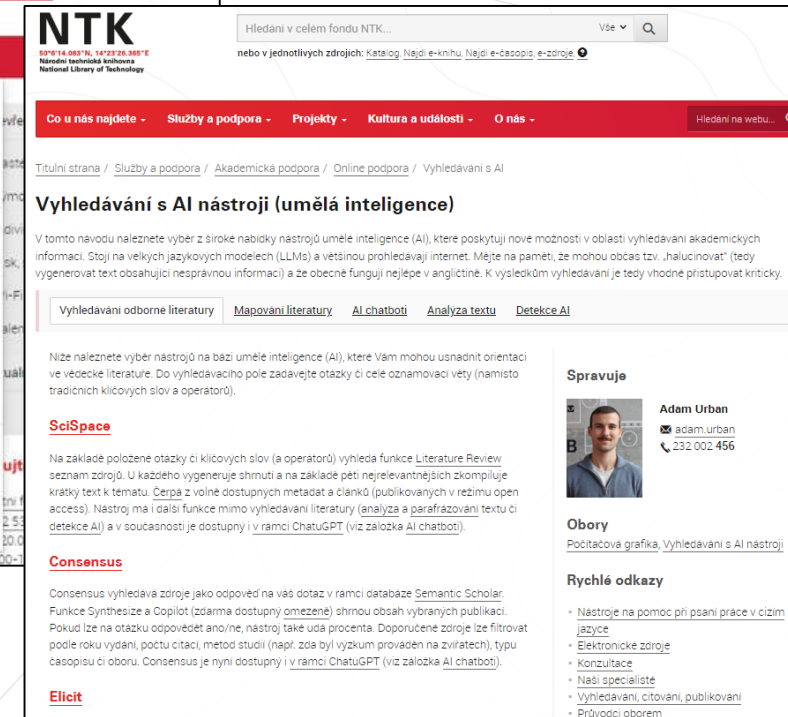 NTK
50°6'14.083"N, 14°23'26.365"E
Národní technická knihovna
National Library of Technology
Hledání v celém fondu NTK...
Vše
nebo v jednotlivých zdrojích: Katalog, Najdi e-knihu, Najdi e-časopis, e-zdroje
Co u nás najdete
Služby a podpora
Projekty
Kultura a události
O nás
Hledání na webu...
Titulní strana / Služby a podpora / Akademická podpora / Online podpora / Vyhledávání s AI
Vyhledávání s AI nástroji (umělá inteligence)
V tomto návodu naleznete výběr z široké nabídky nástrojů umělé inteligence (AI), které poskytují nové možnosti v oblasti vyhledávání akademických
informací. Stojí na velkých jazykových modelech (LLMs) a většinou prohledávají internet. Mějte na paměti, že mohou občas tzv. „halucinovat" (tedy
vygenerovat text obsahující nesprávnou informaci) a že obecně fungují nejlépe v angličtině. K výsledkům vyhledávání je tedy vhodné přistupovat kriticky.
Vyhledávání odborné literatury
Mapování literatury
AI chatboti
Analýza textu
Detekce AI
Níže naleznete výběr nástrojů na bázi umělé inteligence (AI), které Vám mohou usnadnit orientaci
ve vědecké literatuře. Do vyhledávacího pole zadávejte otázky či celé oznamovací věty (namísto
tradičních klíčových slov a operátorů).
SciSpace
Na základě položené otázky či klíčových slov (a operátorů) vyhledá funkce Literature Review
seznam zdrojů. U každého vygeneruje shrnutí a na základě pěti nejrelevantnějších zkompiluje
krátký text k tématu. Čerpá z volně dostupných metadat a článků (publikovaných v režimu open
access). Nástroj má i další funkce mimo vyhledávání literatury (analýza a parafrázování textu či
detekce AI) a v současnosti je dostupný i v rámci ChatuGPT (viz záložka AI chatboti).
Consensus
Consensus vyhledává zdroje jako odpověď na váš dotaz v rámci databáze Semantic Scholar.
Funkce Synthesize a Copilot (zdarma dostupný omezeně) shrnou obsah vybraných publikací.
Pokud lze na otázku odpovědět ano/ne, nástroj také udá procenta. Doporučené zdroje lze filtrovat
podle roku vydání, počtu citací, metod studií (např. zda byl výzkum prováděn na zvířatech), typu
časopisu či oboru. Consensus je nyní dostupný i v rámci ChatuGPT (viz záložka AI chatboti).
Elicit
Spravuje
Adam Urban
adam.urban
232 002 456
Obory
Počítačová grafika, Vyhledávání s AI nástroji
Rychlé odkazy
Nástroje na pomoc při psaní práce v cizím
jazyce
Elektronické zdroje
Konzultace
Naši specialisté
Vyhledávání, citování, publikování
Průvodci oborem